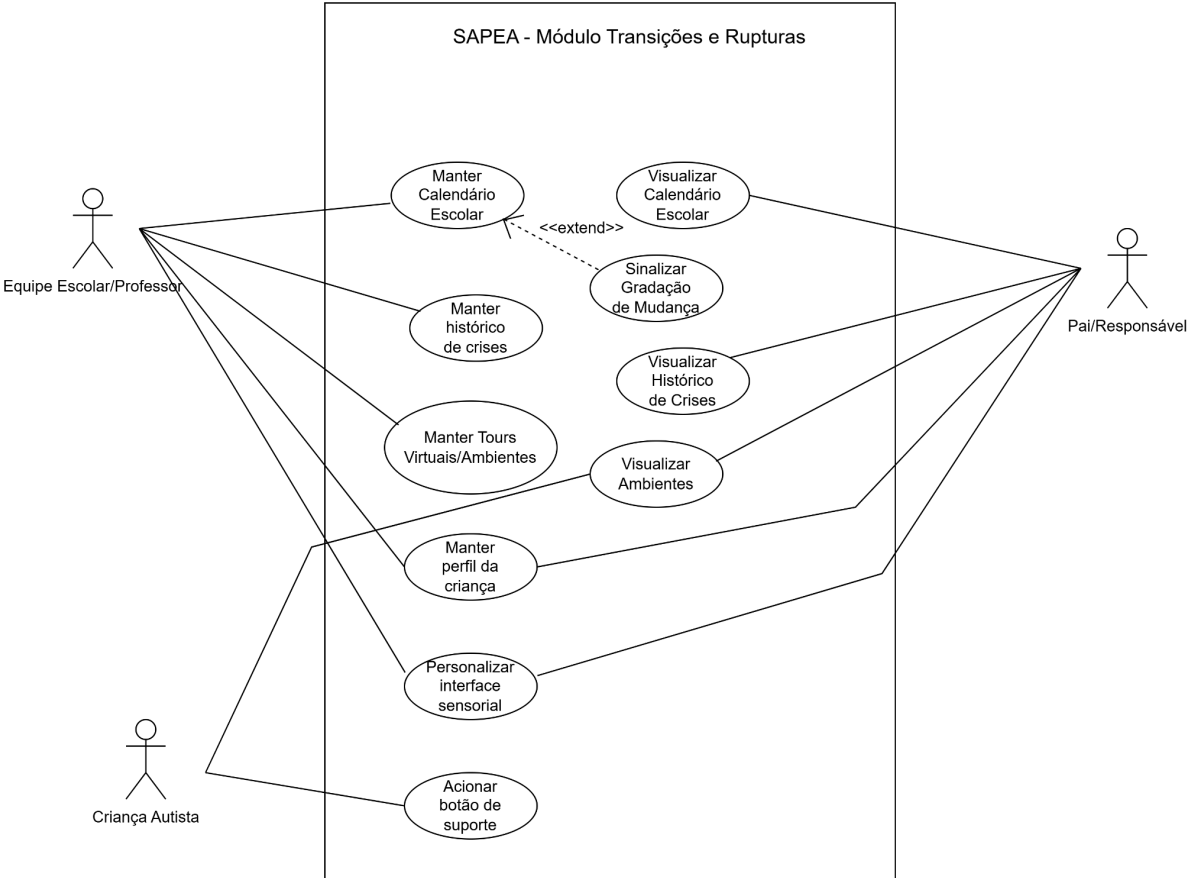 SAPEA - Módulo Transições e Rupturas
Manter
Calendário
Escolar
Visualizar
Calendário
Escolar
<<extend>>
Equipe Escolar/Professor
Sinalizar
Gradação
de Mudança
Pai/Responsável
Manter
histórico
de crises
Visualizar
Histórico
de Crises
Manter Tours
Virtuais/Ambientes
Visualizar
Ambientes
Manter
perfil da
criança
Personalizar
interface
sensorial
Criança Autista
Acionar
botão de
suporte